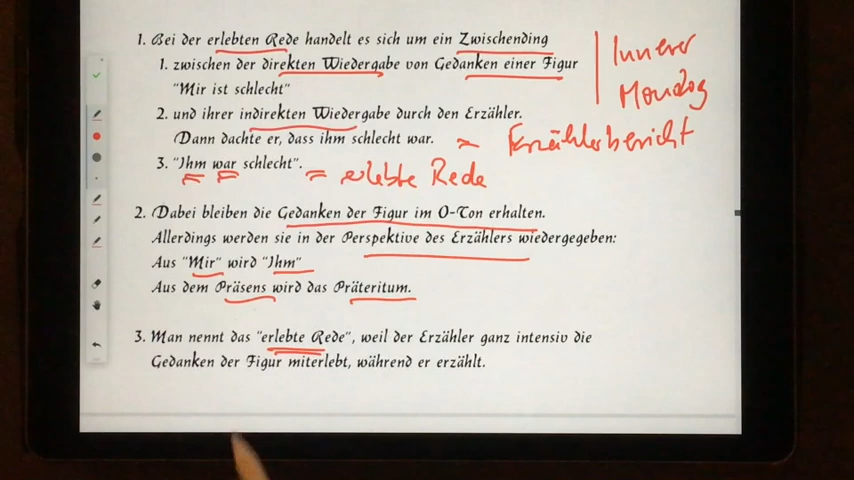 1. Bei der erlebten Rede handelt es sich um ein Zwischending
1. zwischen der direkten Wiedergabe von Gedanken einer Figur
"Mir ist schlecht"
Innerer
Monolog
2. und ihrer indirekten Wiedergabe durch den Erzähler.
Dann dachte er, dass ihm schlecht war.
= Erzählerbericht
3. "Ihm war schlecht".
= erlebte Rede
2. Dabei bleiben die Gedanken der Figur im O-Ton erhalten.
Allerdings werden sie in der Perspektive des Erzählers wiedergegeben:
Aus "Mir" wird "Ihm"
Aus dem Präsens wird das Präteritum.
3. Man nennt das "erlebte Rede", weil der Erzähler ganz intensiv die
Gedanken der Figur miterlebt, während er erzählt.